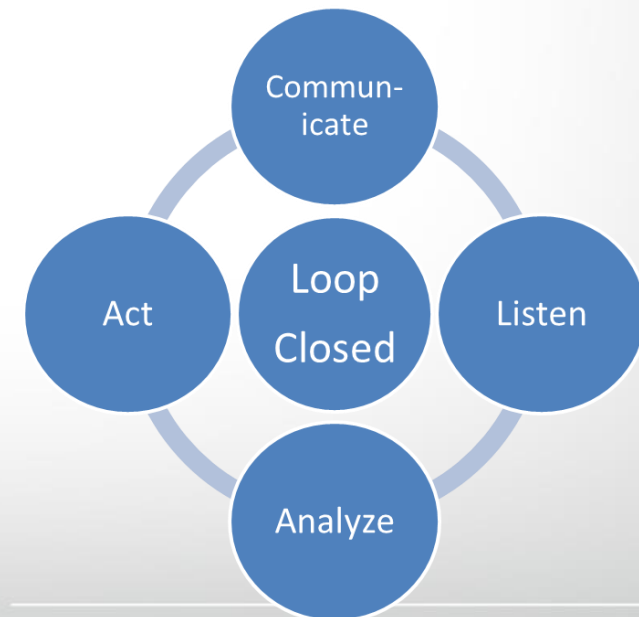 Commun-
icate
Loop
Closed
Act
Listen
Analyze